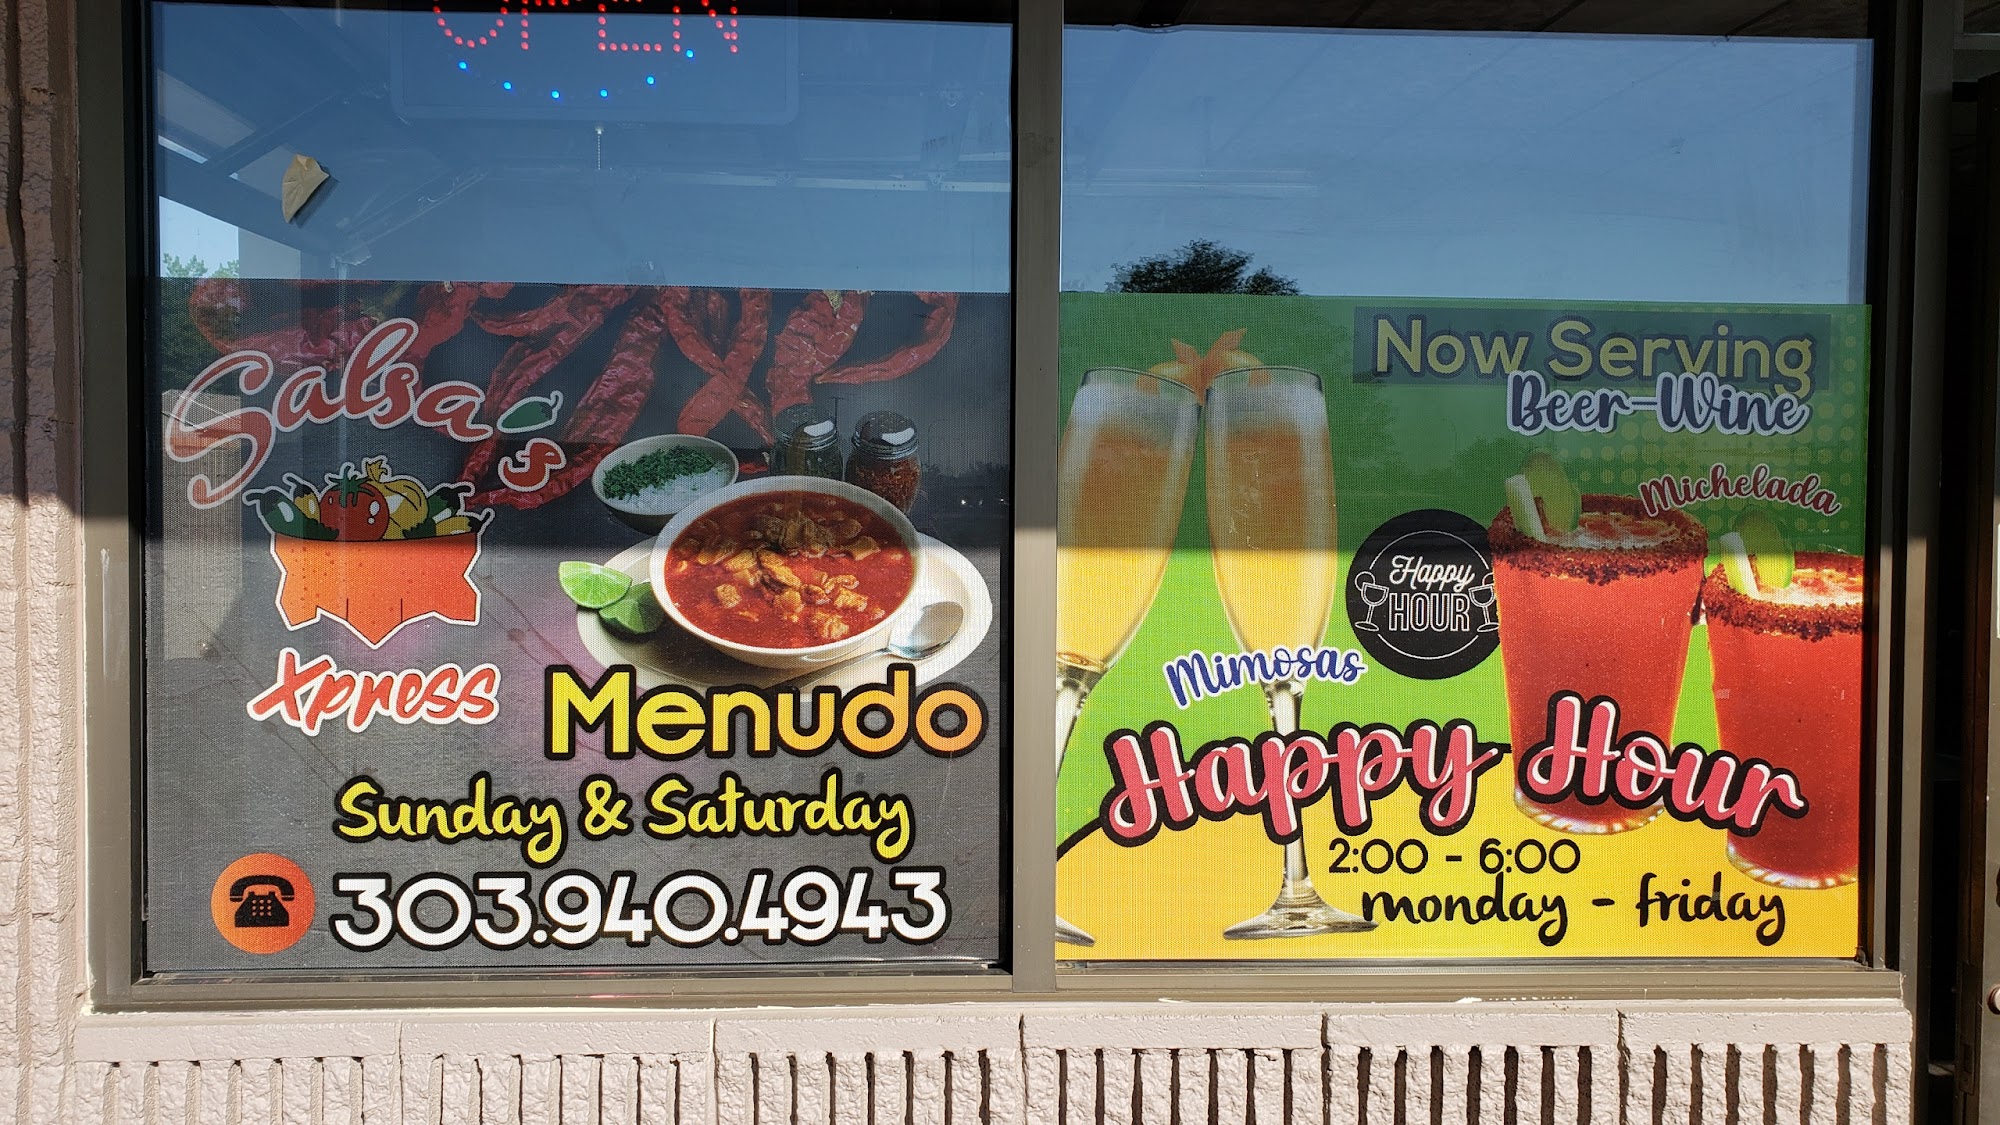 OPEN
Salsa's
Xpress
Menudo
Sunday & Saturday
303.940.4943
Now Serving
Beer-Wine
Michelada
Happy
HOUR
Mimosas
Happy Hour
2:00 - 6:00
monday - friday